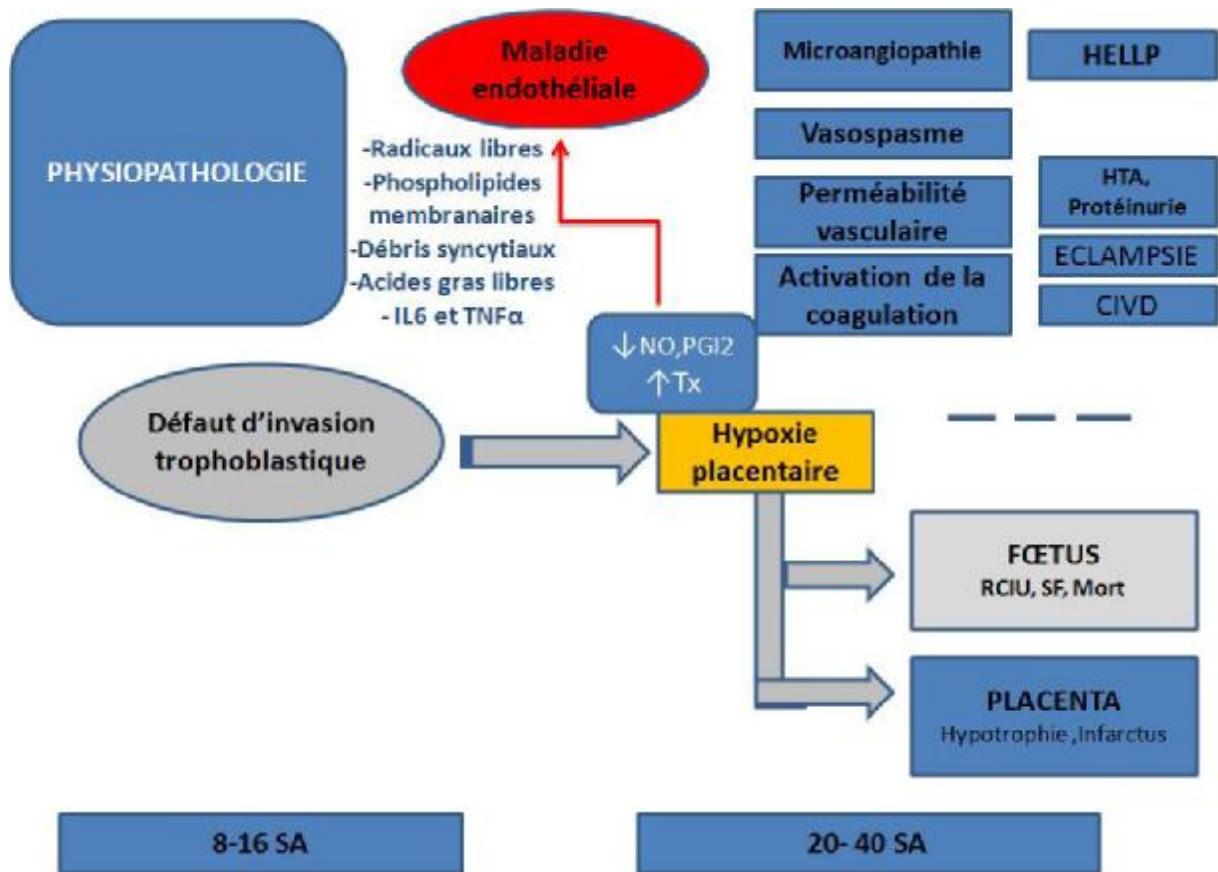 PHYSIOPATHOLOGIE
Maladie
endothéliale
-Radicaux libres
-Phospholipides
membranaires
-Débris syncytiaux
-Acides gras libres
- IL6 et TNFα
Microangiopathie
HELLP
Vasospasme
Perméabilité
vasculaire
HTA,
Protéinurie
Activation de la
coagulation
ECLAMPSIE
CIVD
↓NO,PGI2
↑Tx
Défaut d’invasion
trophoblastique
Hypoxie
placentaire
FŒTUS
RCIU, SF, Mort
PLACENTA
Hypotrophie ,Infarctus
8-16 SA
20- 40 SA